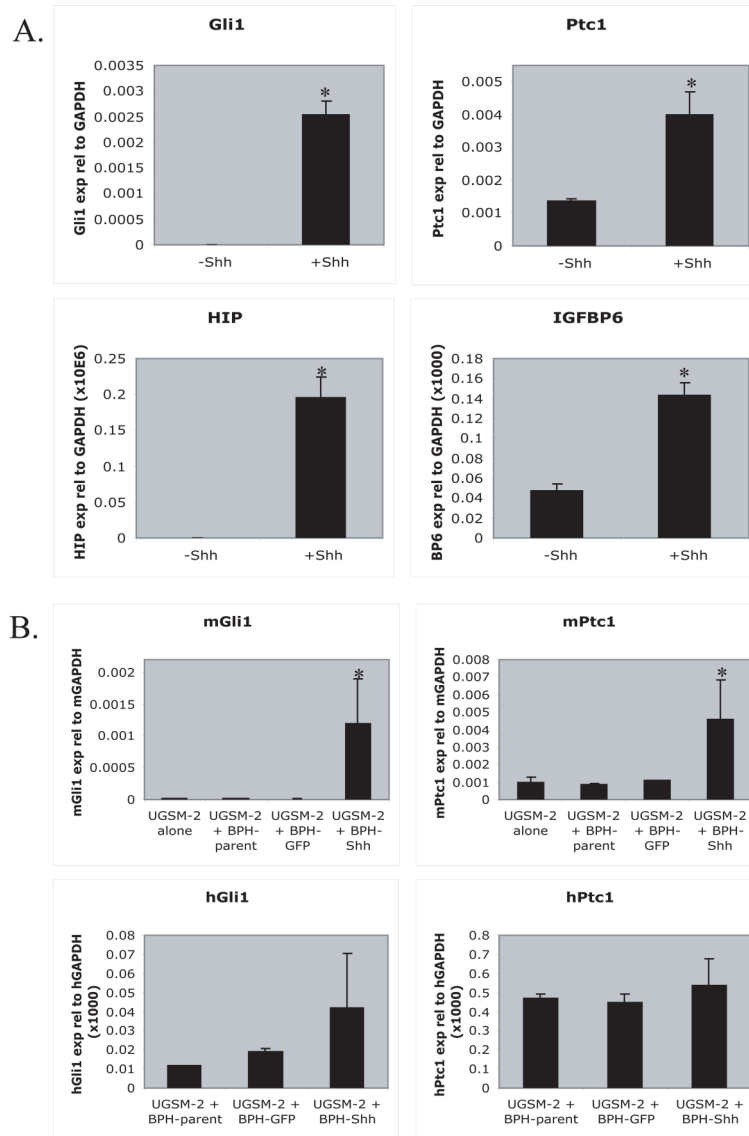 A.
Gli1
Gli1 exp rel to GAPDH
0.0035
0.003
0.0025
0.002
0.0015
0.001
0.0005
0
*
-Shh
+Shh
Ptc1
Ptc1 exp rel to GAPDH
0.005
0.004
0.003
0.002
0.001
0
*
-Shh
+Shh
HIP
HIP exp rel to GAPDH (x10E6)
0.25
0.2
0.15
0.1
0.05
0
*
-Shh
+Shh
IGFBP6
BP6 exp rel to GAPDH (x1000)
0.18
0.16
0.14
0.12
0.1
0.08
0.06
0.04
0.02
0
*
-Shh
+Shh
B.
mGli1
mGli1 exp rel to mGAPDH
0.002
0.0015
0.001
0.0005
0
*
UGSM-2 alone
UGSM-2 + BPH-parent
UGSM-2 + BPH-GFP
UGSM-2 + BPH-Shh
mPtc1
mPtc1 exp rel to mGAPDH
0.008
0.007
0.006
0.005
0.004
0.003
0.002
0.001
0
*
UGSM-2 alone
UGSM-2 + BPH-parent
UGSM-2 + BPH-GFP
UGSM-2 + BPH-Shh
hGli1
hGli1 exp rel to hGAPDH (x1000)
0.08
0.07
0.06
0.05
0.04
0.03
0.02
0.01
0
UGSM-2 + BPH-parent
UGSM-2 + BPH-GFP
UGSM-2 + BPH-Shh
hPtc1
hPtc1 exp rel to hGAPDH (x1000)
0.8
0.7
0.6
0.5
0.4
0.3
0.2
0.1
0
UGSM-2 + BPH-parent
UGSM-2 + BPH-GFP
UGSM-2 + BPH-Shh